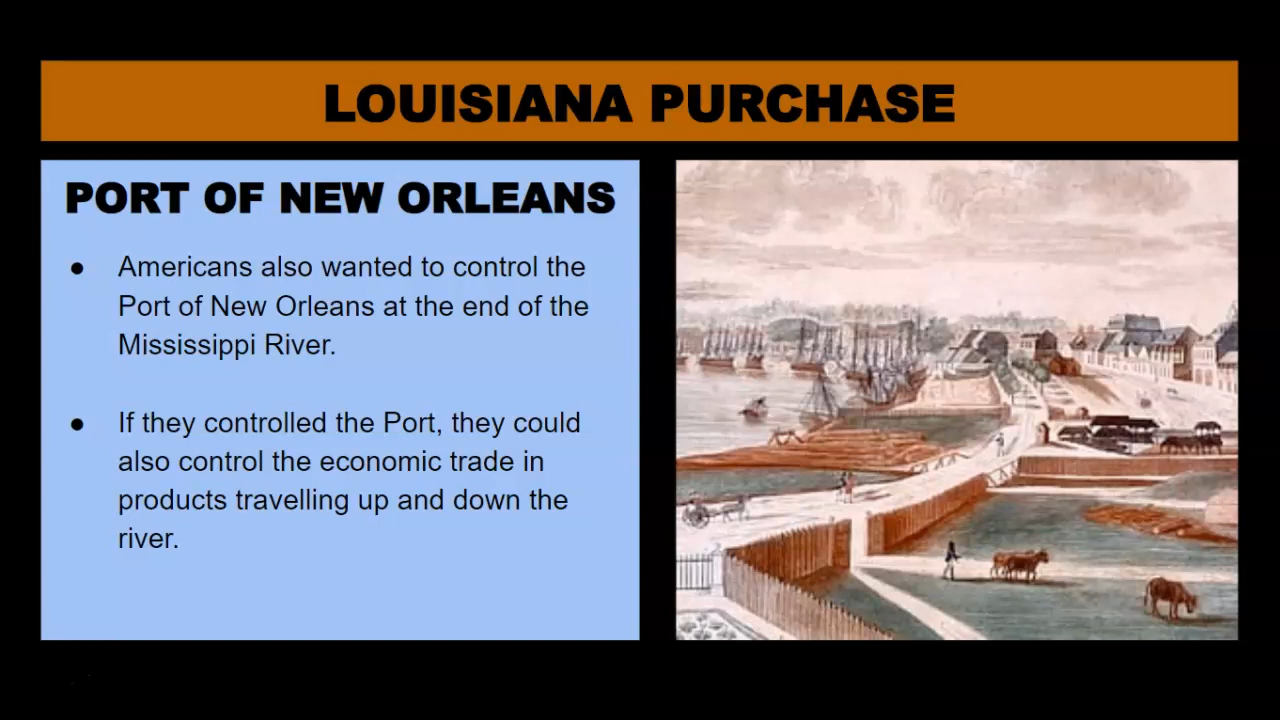 LOUISIANA PURCHASE
PORT OF NEW ORLEANS
● Americans also wanted to control the
Port of New Orleans at the end of the
Mississippi River.
● If they controlled the Port, they could
also control the economic trade in
products travelling up and down the
river.